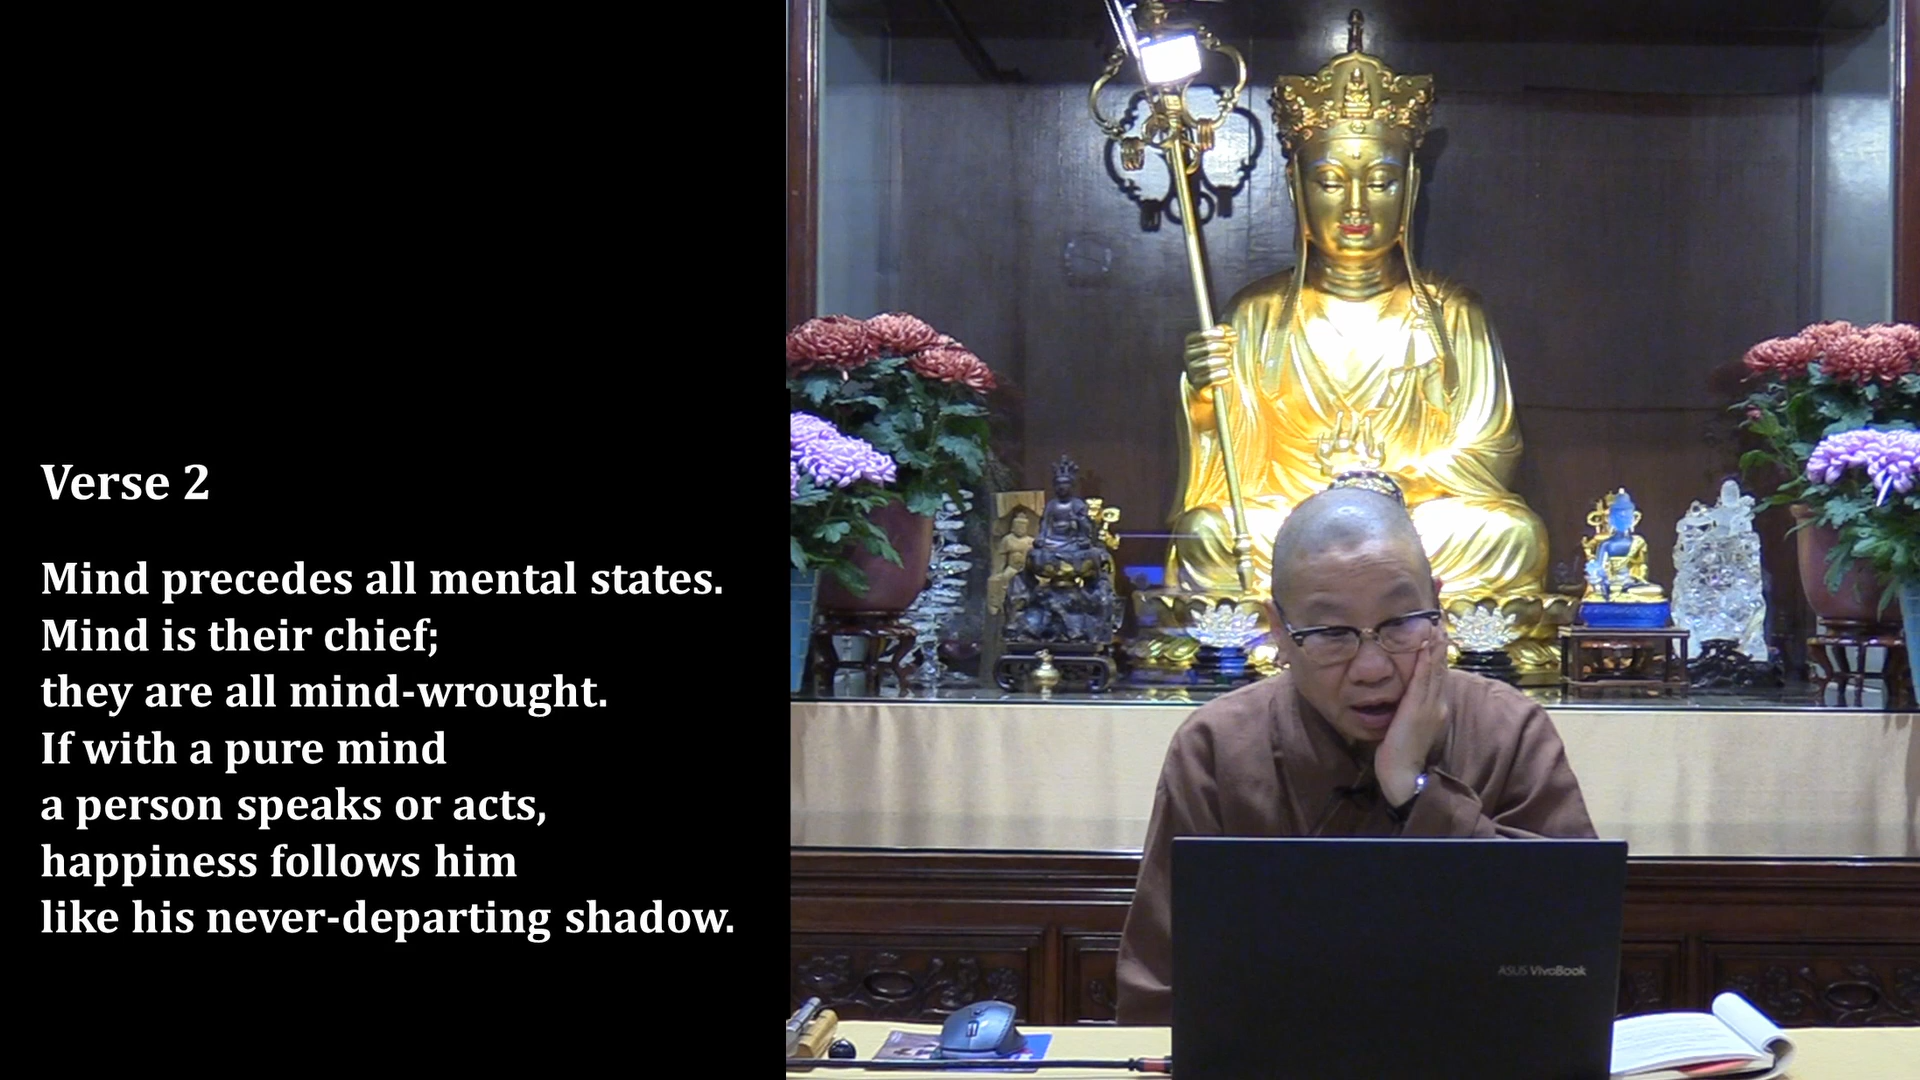 Verse 2
Mind precedes all mental states.
Mind is their chief;
they are all mind-wrought.
If with a pure mind
a person speaks or acts,
happiness follows him
like his never-departing shadow.
ASUS VivoBook